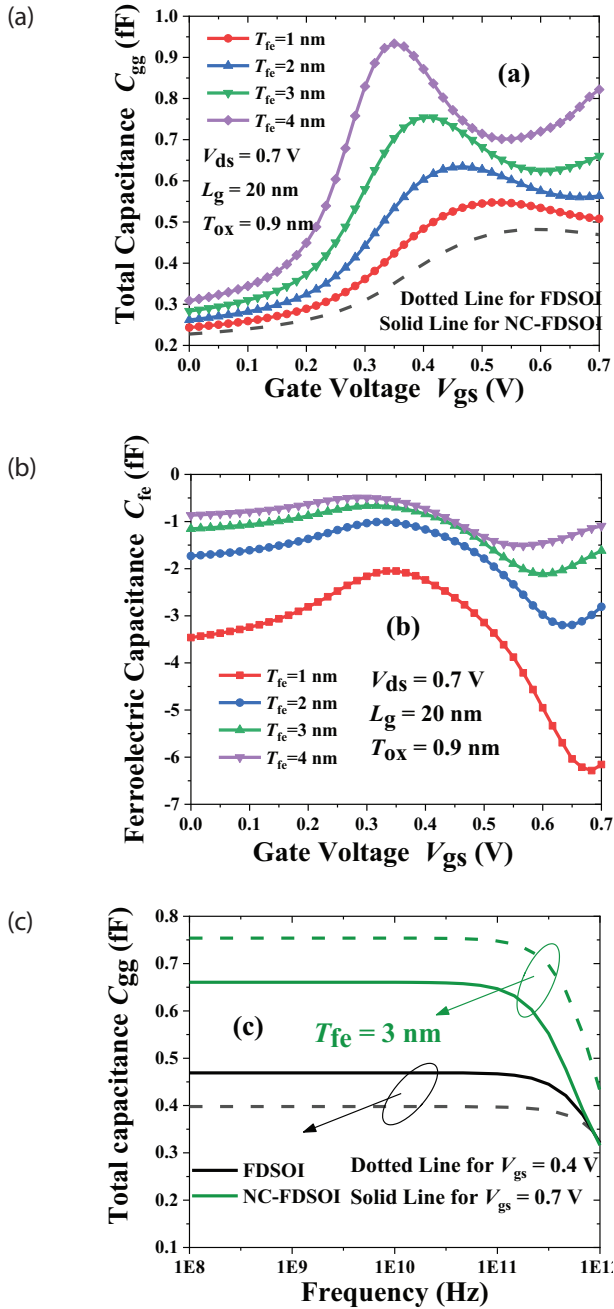 (a)
Total Capacitance Cgg (fF)
1.0
0.9
0.8
0.7
0.6
0.5
0.4
0.3
0.2
Tfe=1 nm
Tfe=2 nm
Tfe=3 nm
Tfe=4 nm
Vds = 0.7 V
Lg = 20 nm
Tox = 0.9 nm
(a)
Dotted Line for FDSOI
Solid Line for NC-FDSOI
0.0 0.1 0.2 0.3 0.4 0.5 0.6 0.7
Gate Voltage Vgs (V)
(b)
Ferroelectric Capacitance Cfe (fF)
0
-1
-2
-3
-4
-5
-6
-7
(b)
Tfe=1 nm
Tfe=2 nm
Tfe=3 nm
Tfe=4 nm
Vds = 0.7 V
Lg = 20 nm
Tox = 0.9 nm
0.0 0.1 0.2 0.3 0.4 0.5 0.6 0.7
Gate Voltage Vgs (V)
(c)
Total capacitance Cgg (fF)
0.8
0.7
0.6
0.5
0.4
0.3
0.2
0.1
(c)
Tfe = 3 nm
FDSOI
NC-FDSOI
Dotted Line for Vgs = 0.4 V
Solid Line for Vgs = 0.7 V
1E8 1E9 1E10 1E11
Frequency (Hz)